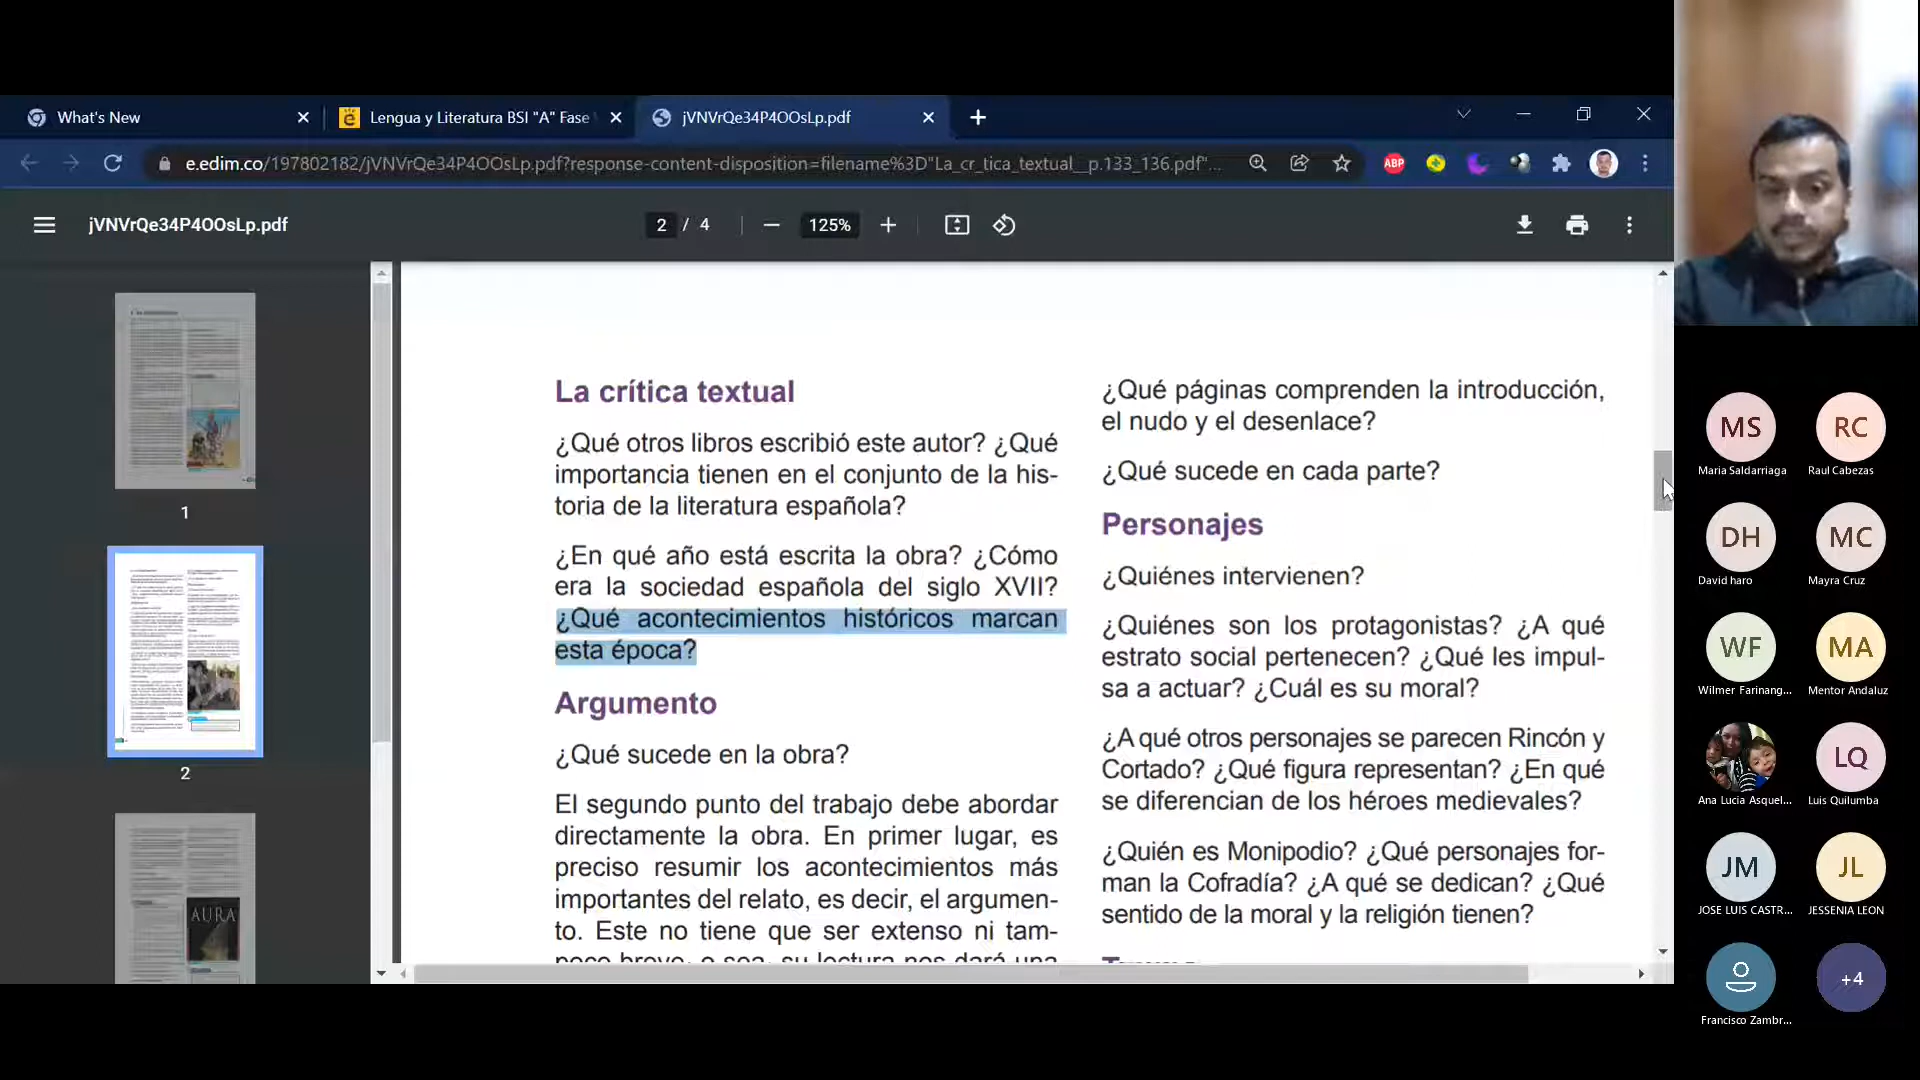 What's New
Lengua y Literatura BSI "A" Fase
jVNVrQe34P4OOsLp.pdf
e.edim.co/197802182/jVNVrQe34P4OOsLp.pdf?response-content-disposition=filename%3D"La_cr_tica_textual__p.133_136.pdf"...
ABP
jVNVrQe34P4OOsLp.pdf
2 / 4
125%
1
2
AURA
La crítica textual
¿Qué otros libros escribió este autor? ¿Qué
importancia tienen en el conjunto de la his-
toria de la literatura española?
¿En qué año está escrita la obra? ¿Cómo
era la sociedad española del siglo XVII?
¿Qué acontecimientos históricos marcan
esta época?
Argumento
¿Qué sucede en la obra?
El segundo punto del trabajo debe abordar
directamente la obra. En primer lugar, es
preciso resumir los acontecimientos más
importantes del relato, es decir, el argumen-
to. Este no tiene que ser extenso ni tam-
poco breve, o sea, su lectura nos dará una
¿Qué páginas comprenden la introducción,
el nudo y el desenlace?
¿Qué sucede en cada parte?
Personajes
¿Quiénes intervienen?
¿Quiénes son los protagonistas? ¿A qué
estrato social pertenecen? ¿Qué les impul-
sa a actuar? ¿Cuál es su moral?
¿A qué otros personajes se parecen Rincón y
Cortado? ¿Qué figura representan? ¿En qué
se diferencian de los héroes medievales?
¿Quién es Monipodio? ¿Qué personajes for-
man la Cofradía? ¿A qué se dedican? ¿Qué
sentido de la moral y la religión tienen?
MS
Maria Saldarriaga
RC
Raul Cabezas
DH
David haro
MC
Mayra Cruz
WF
Wilmer Farinang...
MA
Mentor Andaluz
Ana Lucia Asquel...
LQ
Luis Quilumba
JM
JOSE LUIS CASTR...
JL
JESSENIA LEON
Francisco Zambr...
+4